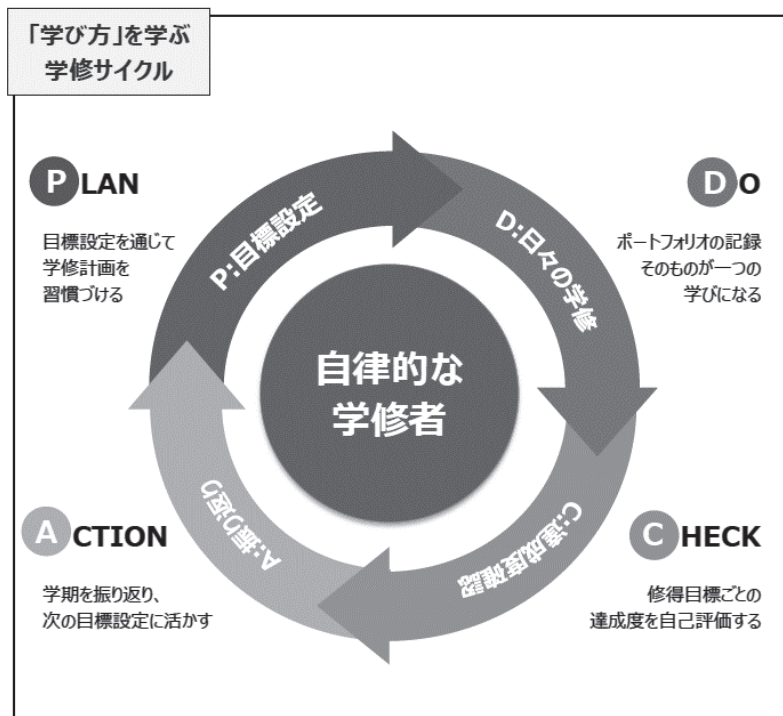 「学び方」を学ぶ
学修サイクル
PLAN
目標設定を通じて
学修計画を
習慣づける
P:目標設定
DO
ポートフォリオの記録
そのものが一つの
学びになる
D:日々の学修
自律的な
学修者
ACTION
学期を振り返り、
次の目標設定に活かす
A:振り返り
CHECK
修得目標ごとの
達成度を自己評価する
C:達成度確認